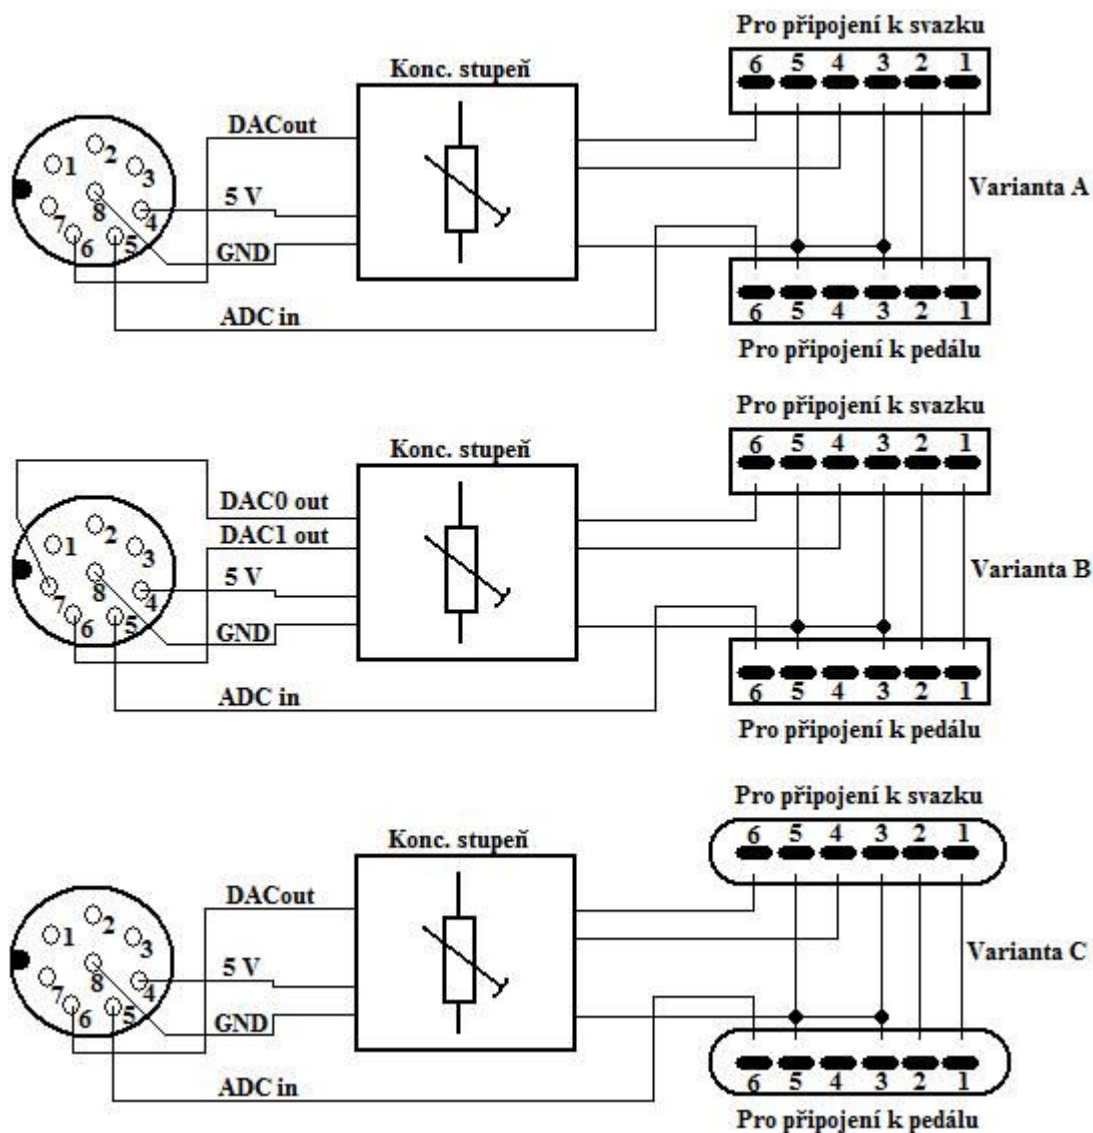 Pro připojení k svazku
Konc. stupeň
6 5 4 3 2 1
DACout
1 2 3
5 V
Varianta A
7 8 4
6 5
GND
ADC in
6 5 4 3 2 1
Pro připojení k pedálu
Pro připojení k svazku
Konc. stupeň
6 5 4 3 2 1
DAC0 out
DAC1 out
1 2 3
5 V
Varianta B
7 8 4
6 5
GND
ADC in
6 5 4 3 2 1
Pro připojení k pedálu
Pro připojení k svazku
Konc. stupeň
6 5 4 3 2 1
DACout
1 2 3
5 V
Varianta C
7 8 4
6 5
GND
ADC in
6 5 4 3 2 1
Pro připojení k pedálu